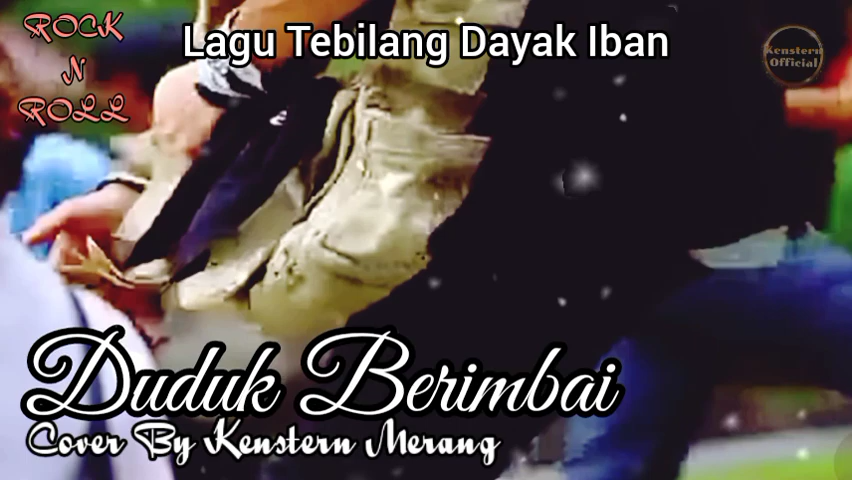 ROCK
N
ROLL
Lagu Tebilang Dayak Iban
Kenstern
Official
Duduk Berimbai
Cover By Kenstern Merang